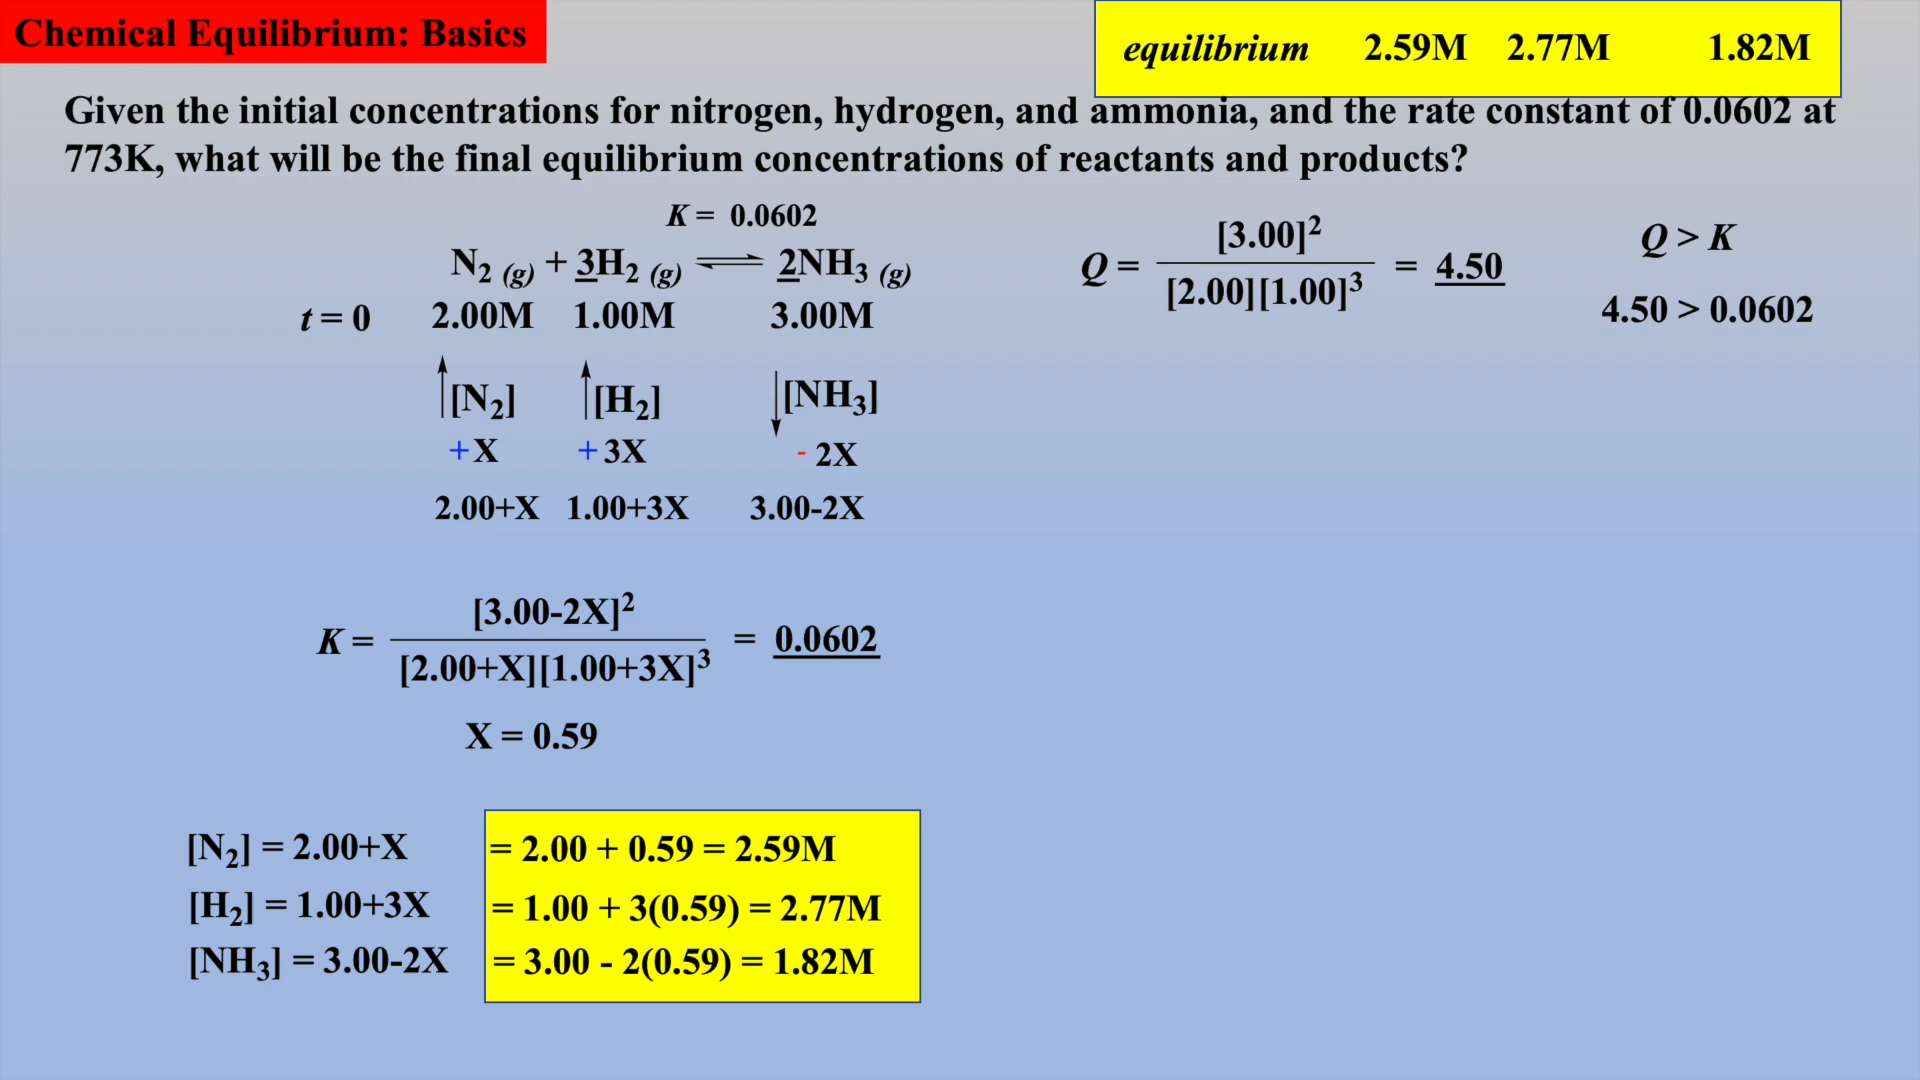 Chemical Equilibrium: Basics
equilibrium 2.59M 2.77M 1.82M
Given the initial concentrations for nitrogen, hydrogen, and ammonia, and the rate constant of 0.0602 at
773K, what will be the final equilibrium concentrations of reactants and products?
K = 0.0602
N₂ (g) + 3H₂ (g) ⇌ 2NH₃ (g)
t = 0 2.00M 1.00M 3.00M
↑[N₂] ↑[H₂] ↓[NH₃]
+X +3X - 2X
2.00+X 1.00+3X 3.00-2X
Q = [3.00]² / [2.00][1.00]³ = 4.50
Q > K
4.50 > 0.0602
K = [3.00-2X]² / [2.00+X][1.00+3X]³ = 0.0602
X = 0.59
[N₂] = 2.00+X = 2.00 + 0.59 = 2.59M
[H₂] = 1.00+3X = 1.00 + 3(0.59) = 2.77M
[NH₃] = 3.00-2X = 3.00 - 2(0.59) = 1.82M